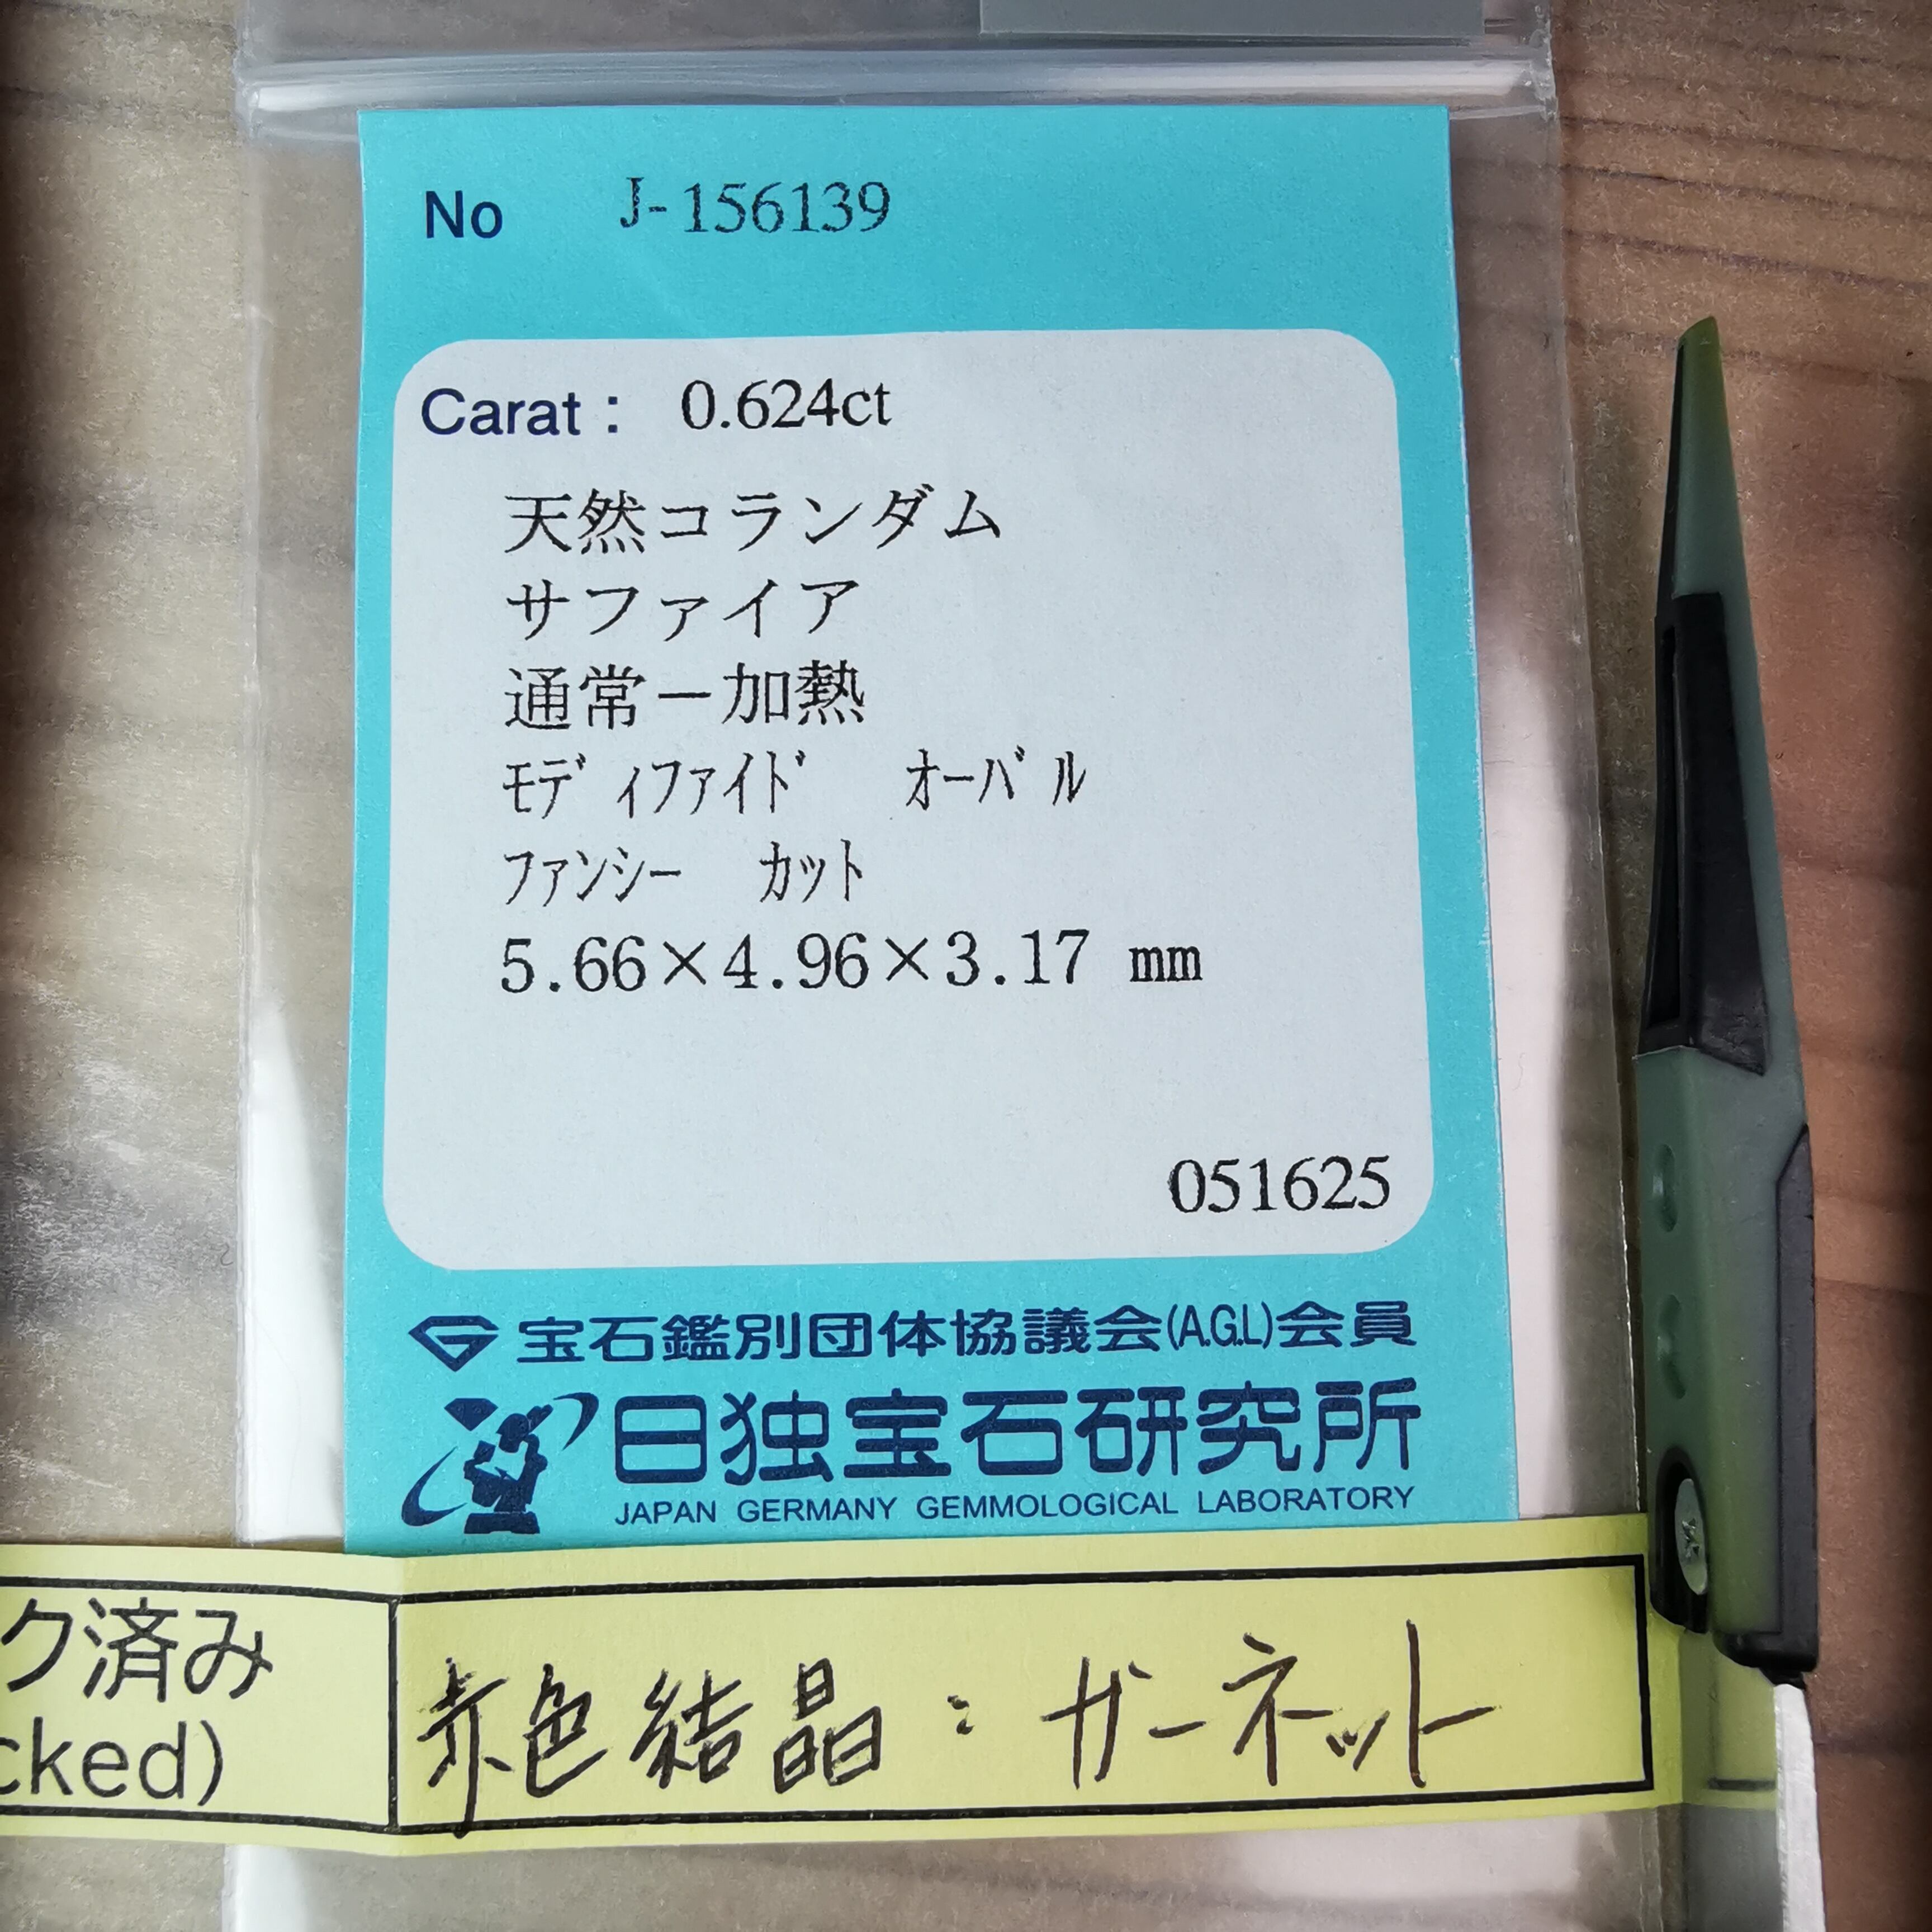 No J-156139
Carat : 0.624ct
天然コランダム
サファイア
通常－加熱
ﾓﾃﾞｨﾌｧｲﾄﾞ ｵｰﾊﾞﾙ
ﾌｧﾝｼｰ ｶｯﾄ
5.66×4.96×3.17 mm
051625
宝石鑑別団体協議会(A.G.L)会員
日独宝石研究所
JAPAN GERMANY GEMMOLOGICAL LABORATORY
ク済み
cked)
赤色結晶：ガーネット